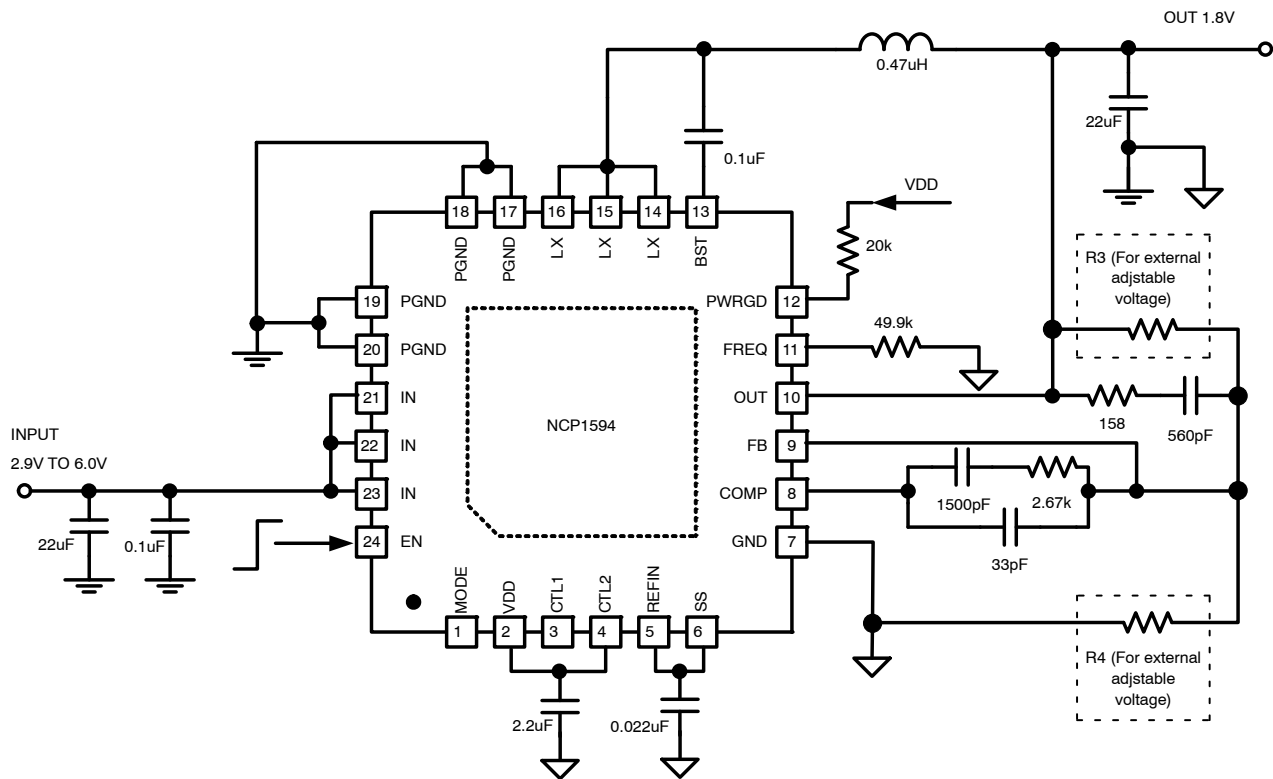 OUT 1.8V
0.47uH
22uF
0.1uF
VDD
20k
18
17
16
15
14
13
PGND
PGND
LX
LX
LX
BST
R3 (For external
adjstable
voltage)
19
PGND
PWRGD
12
49.9k
20
PGND
FREQ
11
21
IN
OUT
10
158
560pF
INPUT
2.9V TO 6.0V
22
IN
NCP1594
FB
9
23
IN
COMP
8
1500pF
2.67k
22uF
0.1uF
24
EN
GND
7
33pF
MODE
VDD
CTL1
CTL2
REFIN
SS
1
2
3
4
5
6
R4 (For external
adjstable
voltage)
2.2uF
0.022uF